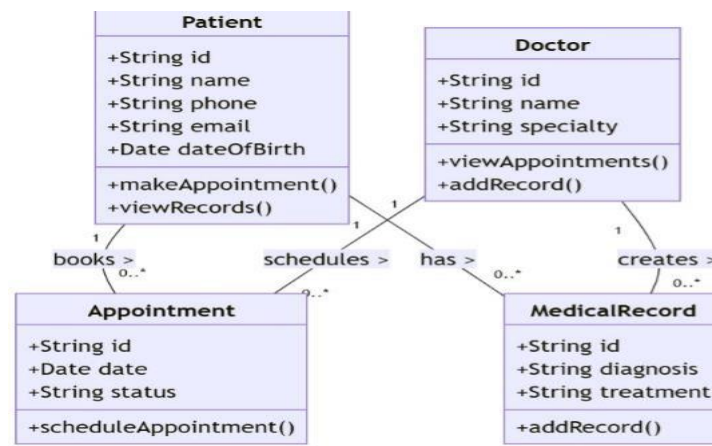 Patient
+String id
+String name
+String phone
+String email
+Date dateOfBirth
+makeAppointment()
+viewRecords()
Doctor
+String id
+String name
+String specialty
+viewAppointments()
+addRecord()
1
1
1
1
books >
schedules >
has >
creates >
0..*
0..*
0..*
0..*
Appointment
+String id
+Date date
+String status
+scheduleAppointment()
MedicalRecord
+String id
+String diagnosis
+String treatment
+addRecord()